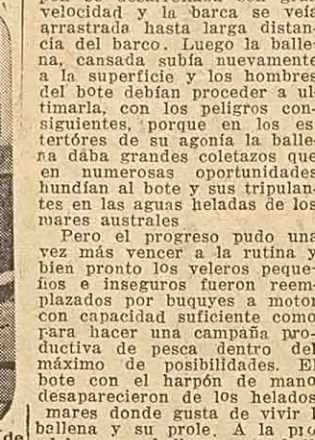 velocidad y la barca se veía
arrastrada hasta larga distan-
cia del barco. Luego la balle-
na, cansada subía nuevamente
a la superficie y los hombres
del bote debían proceder a ul-
timarla, con los peligros con-
siguientes, porque en los es-
tertóres de su agonía la balle-
na daba grandes coletazos que
en numerosas oportunidades
hundían al bote y sus tripulan-
tes en las aguas heladas de los
mares australes
Pero el progreso pudo una
vez más vencer a la rutina y
bien pronto los veleros peque-
ños e inseguros fueron reem-
plazados por buquyes a motor
con capacidad suficiente como
para hacer una campaña pro-
ductiva de pesca dentro del
máximo de posibilidades. El
bote con el harpón de mano
desaparecieron de los helados
mares donde gusta de vivir l
ballena y su prole. A la
de